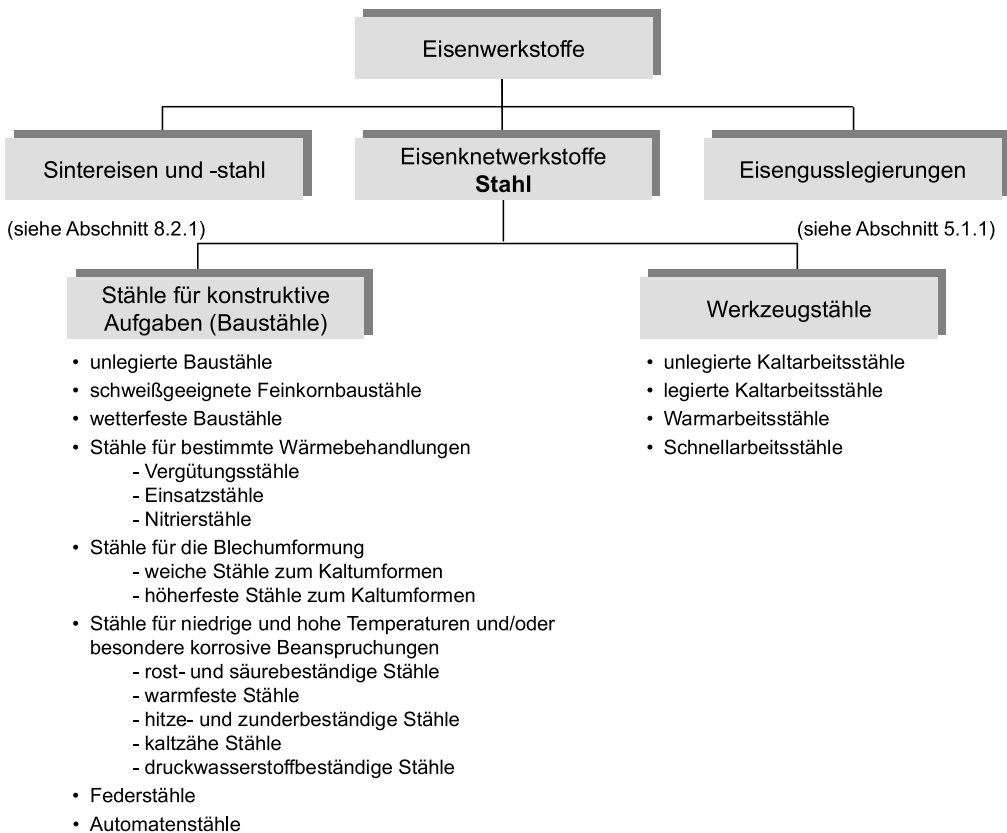 Eisenwerkstoffe
Sintereisen und -stahl
Eisenknetwerkstoffe
Stahl
Eisengusslegierungen
(siehe Abschnitt 8.2.1)
(siehe Abschnitt 5.1.1)
Stähle für konstruktive
Aufgaben (Baustähle)
• unlegierte Baustähle
• schweißgeeignete Feinkornbaustähle
• wetterfeste Baustähle
• Stähle für bestimmte Wärmebehandlungen
- Vergütungsstähle
- Einsatzstähle
- Nitrierstähle
• Stähle für die Blechumformung
- weiche Stähle zum Kaltumformen
- höherfeste Stähle zum Kaltumformen
• Stähle für niedrige und hohe Temperaturen und/oder
besondere korrosive Beanspruchungen
- rost- und säurebeständige Stähle
- warmfeste Stähle
- hitze- und zunderbeständige Stähle
- kaltzähe Stähle
- druckwasserstoffbeständige Stähle
• Federstähle
• Automatenstähle
Werkzeugstähle
• unlegierte Kaltarbeitsstähle
• legierte Kaltarbeitsstähle
• Warmarbeitsstähle
• Schnellarbeitsstähle